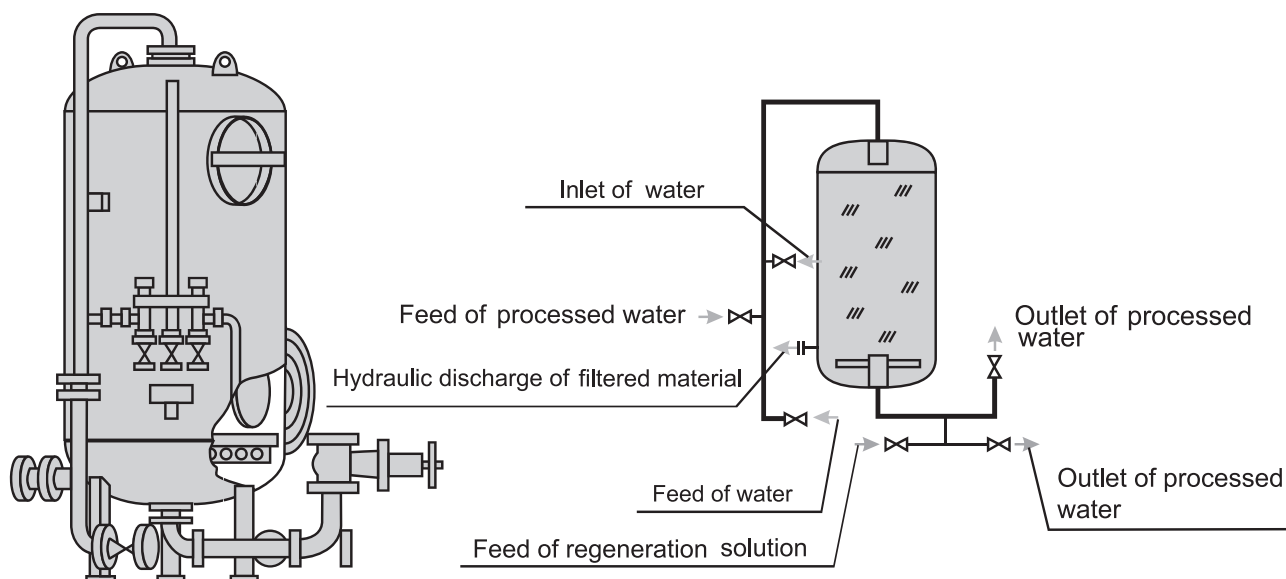 Inlet of water
Feed of processed water
Hydraulic discharge of filtered material
Outlet of processed
water
Feed of water
Outlet of processed
water
Feed of regeneration solution